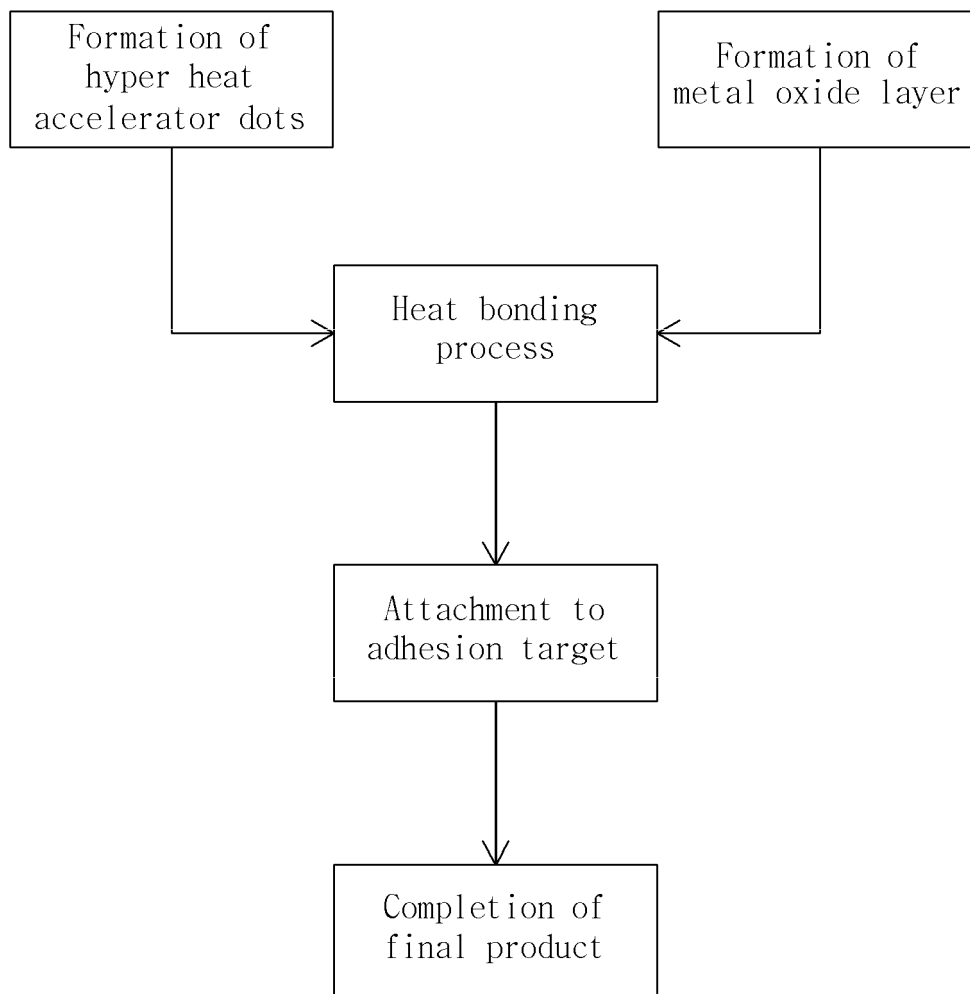 Formation of
hyper heat
accelerator dots
Formation of
metal oxide layer
Heat bonding
process
Attachment to
adhesion target
Completion of
final product